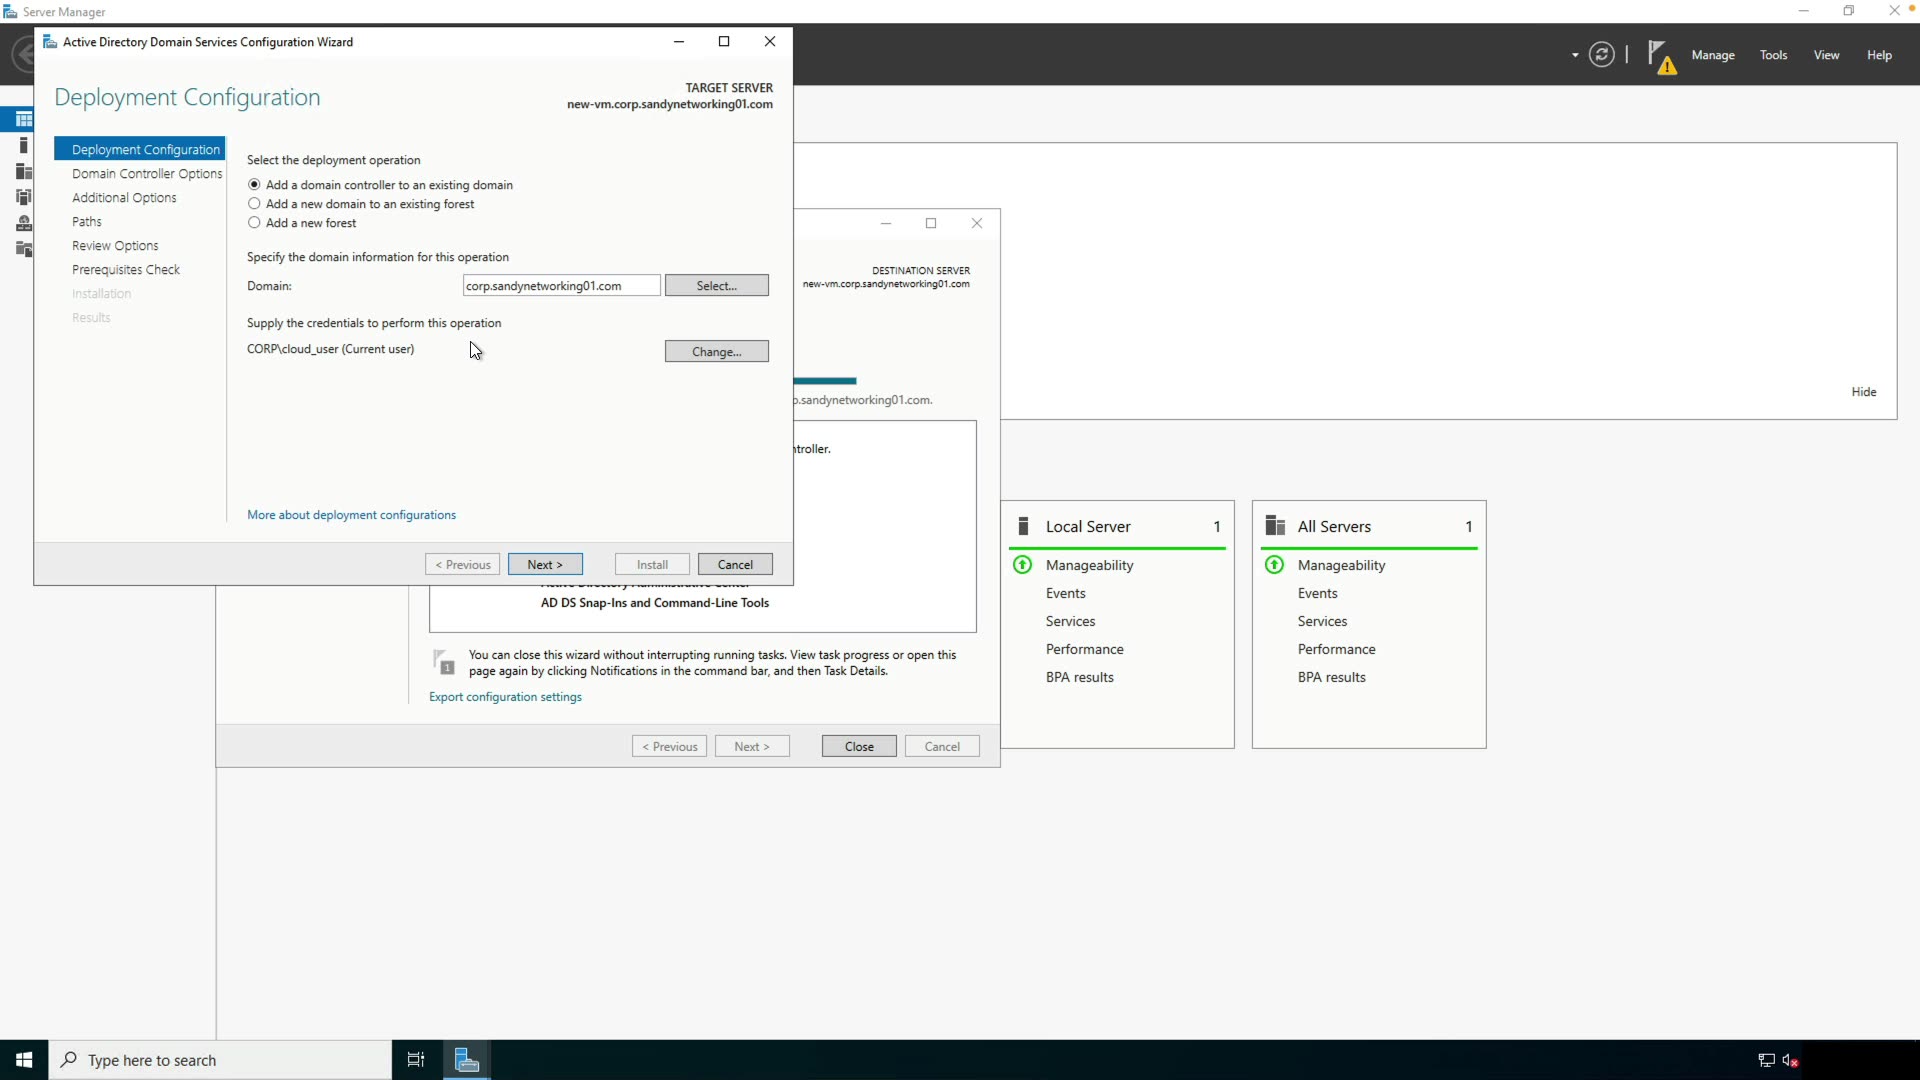 Server Manager
Active Directory Domain Services Configuration Wizard
Manage
Tools
View
Help
Deployment Configuration
TARGET SERVER
new-vm.corp.sandynetworking01.com
Deployment Configuration
Domain Controller Options
Additional Options
Paths
Review Options
Prerequisites Check
Installation
Results
Select the deployment operation
Add a domain controller to an existing domain
Add a new domain to an existing forest
Add a new forest
Specify the domain information for this operation
Domain:
corp.sandynetworking01.com
Select...
Supply the credentials to perform this operation
CORP\cloud_user (Current user)
Change...
More about deployment configurations
< Previous
Next >
Install
Cancel
DESTINATION SERVER
new-vm.corp.sandynetworking01.com
.sandynetworking01.com.
troller.
Hide
AD DS Snap-Ins and Command-Line Tools
1
You can close this wizard without interrupting running tasks. View task progress or open this
page again by clicking Notifications in the command bar, and then Task Details.
Export configuration settings
< Previous
Next >
Close
Cancel
Local Server 1
Manageability
Events
Services
Performance
BPA results
All Servers 1
Manageability
Events
Services
Performance
BPA results
Type here to search